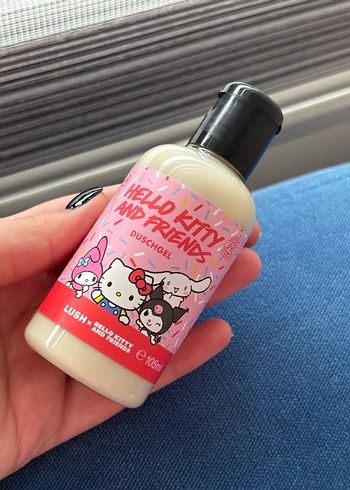 HELLO KITTY
AND FRIENDS
DUSCHGEL
LUSH × HELLO KITTY
AND FRIENDS
℮105ml